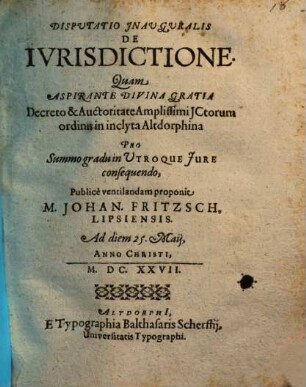 DISPUTATIO INAUGURALIS
DE
IVRISDICTIONE.
Quam
ASPIRANTE DIVINA GRATIA
Decreto & Auctoritate Amplissimi JCtorum
ordinis in inclyta Altdorphina
PRO
Summo gradu in UTROQUE JURE
consequendo,
Publicè ventilandam proponit
M. JOHAN. FRITZSCH,
LIPSIENSIS.
Ad diem 25. Maij,
ANNO CHRISTI,
M. DC. XXVII.
ALTDORPHI,
E Typographia Balthasaris Scherffij,
Universitatis Typographi.